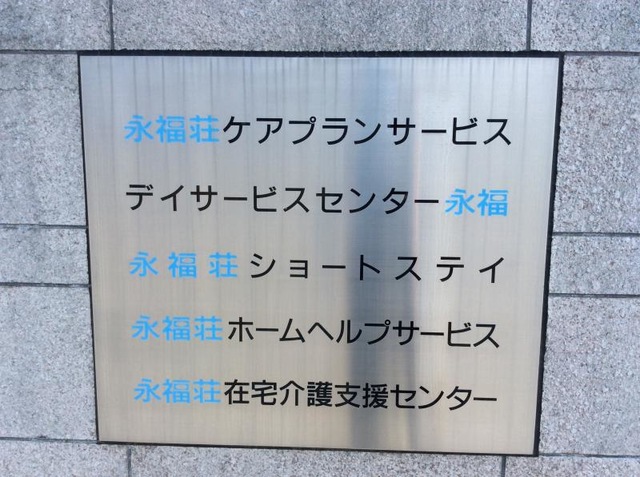 永福荘ケアプランサービス
デイサービスセンター永福
永福荘ショートステイ
永福荘ホームヘルプサービス
永福荘在宅介護支援センター